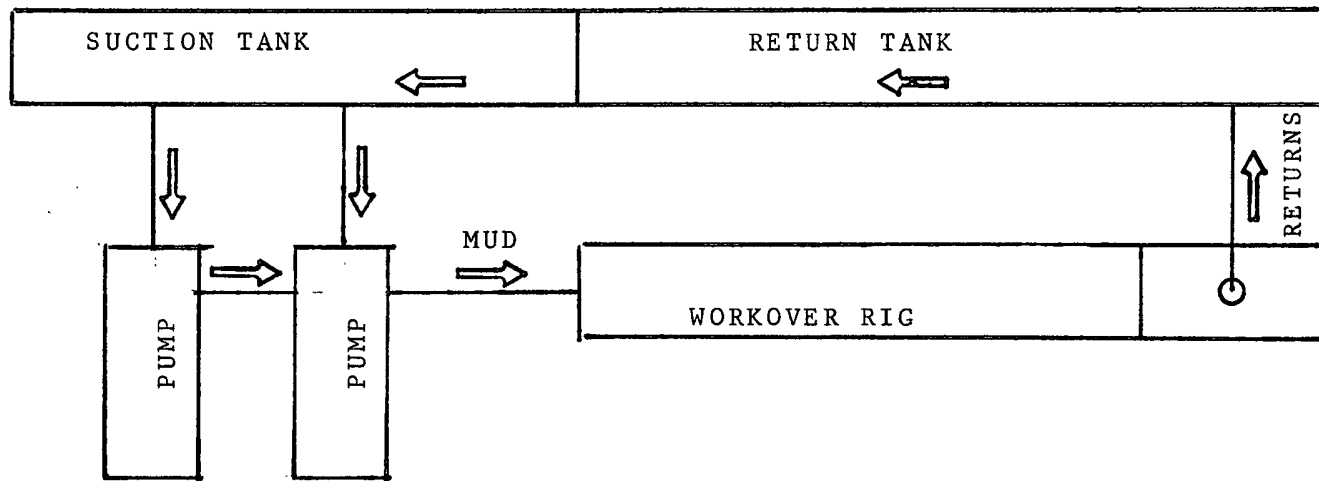 SUCTION TANK
RETURN TANK
RETURNS
MUD
PUMP
PUMP
WORKOVER RIG